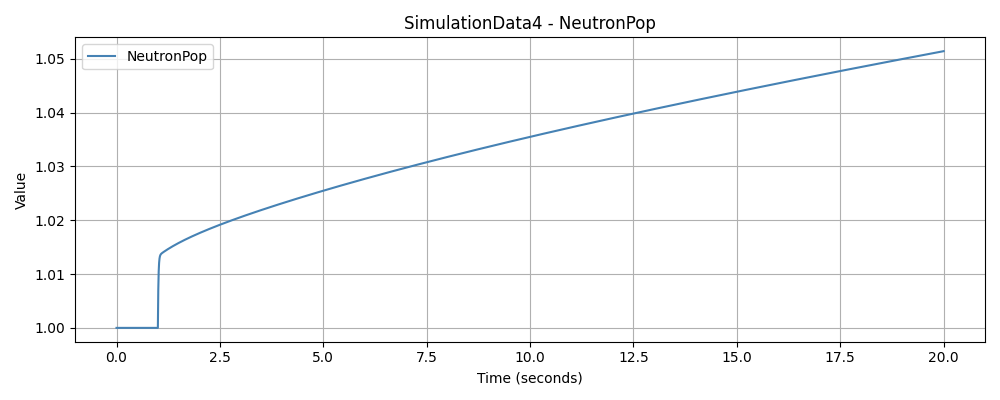 SimulationData4 - NeutronPop
NeutronPop
Value
1.05
1.04
1.03
1.02
1.01
1.00
0.0 2.5 5.0 7.5 10.0 12.5 15.0 17.5 20.0
Time (seconds)